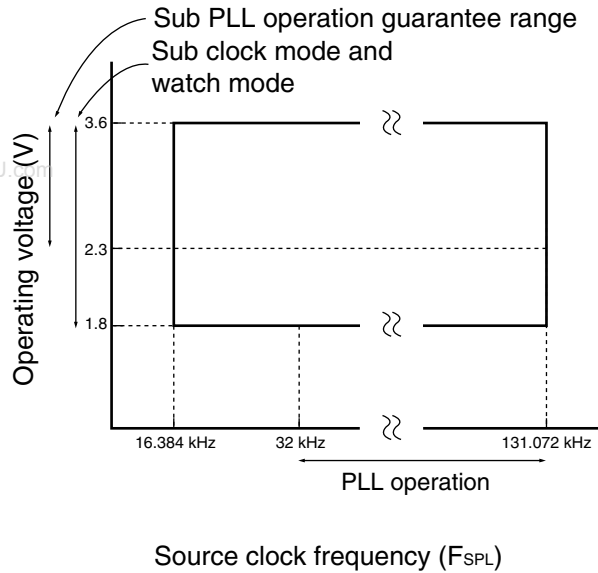 Sub PLL operation guarantee range
Sub clock mode and
watch mode
3.6
2.3
1.8
Operating voltage (V)
U.com
16.384 kHz
32 kHz
131.072 kHz
PLL operation
Source clock frequency (FSPL)